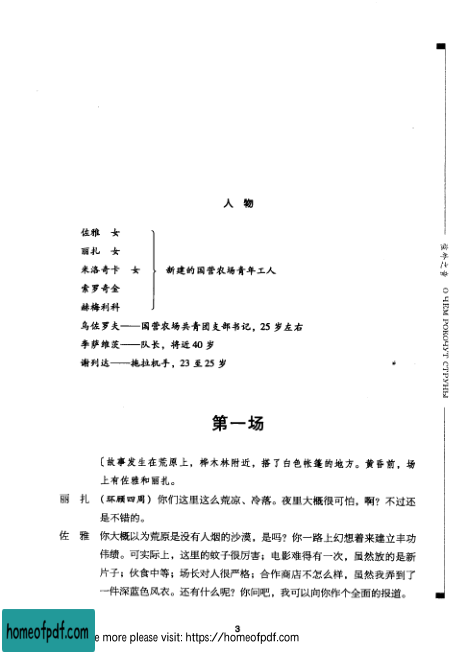 人 物
佐雅 女
丽扎 女
米洛奇卡 女
索罗奇金
赫梅利科
新建的国营农场青年工人
乌佐罗夫——国营农场共青团支部书记，25 岁左右
季萨维茨——队长，将近 40 岁
谢列达——拖拉机手，23 至 25 岁
第一场
〔故事发生在荒原上，桦木林附近，搭了白色帐篷的地方。黄昏前，场
上有佐雅和丽扎。
丽 扎 （环顾四周）你们这里这么荒凉、冷落。夜里大概很可怕，啊？不过还
是不错的。
佐 雅 你大概以为荒原是没有人烟的沙漠，是吗？你一路上幻想着来建立丰功
伟绩。可实际上，这里的蚊子很厉害；电影难得有一次，虽然放的是新
片子；伙食中等；场长对人很严格；合作商店不怎么样，虽然我弄到了
一件深蓝色风衣。还有什么呢？你问吧，我可以向你作个全面的报道。
弦外之音 О ЧЕМ РОКОЧУТ СТРУНЫ
3
homeofpdf.com
e more please visit: https://homeofpdf.com